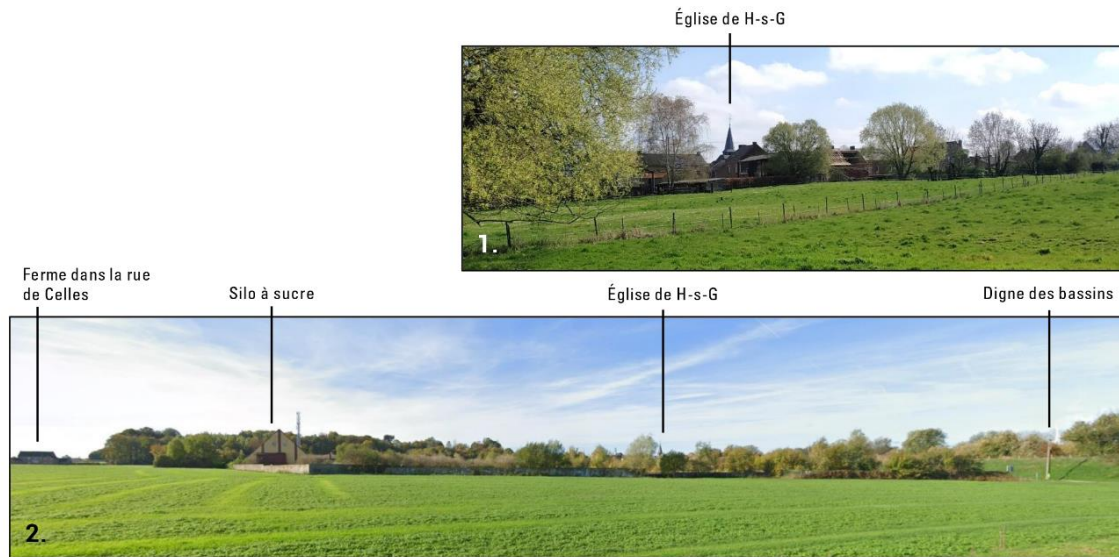 Église de H-s-G
1.
Ferme dans la rue
de Celles
Silo à sucre
Église de H-s-G
Digne des bassins
2.